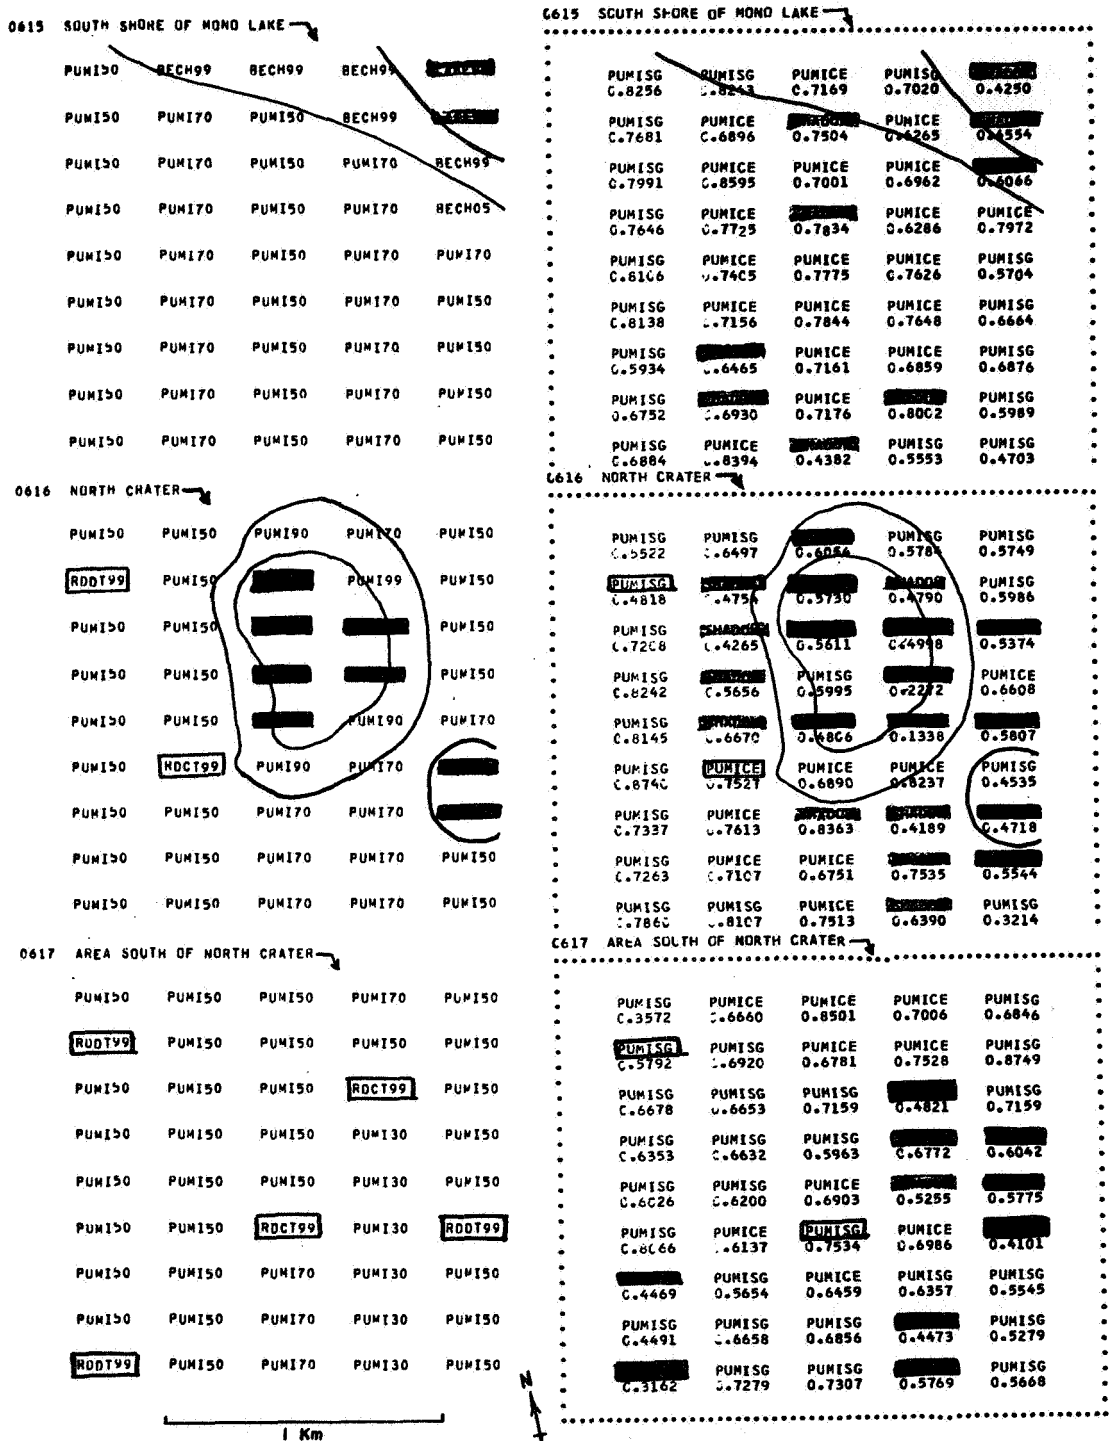 0615 SOUTH SHORE OF MONO LAKE
PUMI50 BECH99 BECH99 BECH99
PUMI50 PUMI70 PUMI50 BECH99
PUMI50 PUMI70 PUMI50 PUMI70 BECH99
PUMI50 PUMI70 PUMI50 PUMI70 BECH05
PUMI50 PUMI70 PUMI50 PUMI70 PUMI70
PUMI50 PUMI70 PUMI50 PUMI70 PUMI50
PUMI50 PUMI70 PUMI50 PUMI70 PUMI50
PUMI50 PUMI70 PUMI50 PUMI70 PUMI50
PUMI50 PUMI70 PUMI50 PUMI70 PUMI50
0616 NORTH CRATER
PUMI50 PUMI50 PUMI90 PUMI70 PUMI50
RDDT99 PUMI50 PUMI99 PUMI50
PUMI50 PUMI50 PUMI50
PUMI50 PUMI50 PUMI50
PUMI50 PUMI50 PUMI90 PUMI70
PUMI50 RDCT99 PUMI90 PUMI70
PUMI50 PUMI50 PUMI70 PUMI70
PUMI50 PUMI50 PUMI70 PUMI70 PUMI50
PUMI50 PUMI50 PUMI70 PUMI70 PUMI50
0617 AREA SOUTH OF NORTH CRATER
PUMI50 PUMI50 PUMI50 PUMI70 PUMI50
RDDT99 PUMI50 PUMI50 PUMI50 PUMI50
PUMI50 PUMI50 PUMI50 RDCT99 PUMI50
PUMI50 PUMI50 PUMI50 PUMI30 PUMI50
PUMI50 PUMI50 PUMI50 PUMI30 PUMI50
PUMI50 PUMI50 RDCT99 PUMI30 RDDT99
PUMI50 PUMI50 PUMI70 PUMI30 PUMI50
PUMI50 PUMI50 PUMI70 PUMI30 PUMI50
RDDT99 PUMI50 PUMI70 PUMI30 PUMI50
1 Km
N
0615 SOUTH SHORE OF MONO LAKE
PUMISG PUMISG PUMICE PUMISG
0.8256 0.8243 0.7169 0.7020 0.4250
PUMISG PUMICE SHADOW PUMICE
0.7681 0.6896 0.7504 0.6265 0.4554
PUMISG PUMICE PUMICE PUMICE
0.7991 0.8595 0.7001 0.6962 0.6066
PUMISG PUMICE PUMICE PUMICE
0.7646 0.7725 0.7834 0.6286 0.7972
PUMISG PUMICE PUMICE PUMICE PUMICE
0.8166 0.7405 0.7775 0.7626 0.5704
PUMISG PUMICE PUMICE PUMICE PUMISG
0.8138 0.7156 0.7844 0.7648 0.6664
PUMISG PUMICE PUMICE PUMISG
0.5934 0.6465 0.7161 0.6859 0.6876
PUMISG PUMICE PUMISG
0.6752 0.6930 0.7176 0.8002 0.5989
PUMISG PUMICE SHADOW PUMISG PUMISG
0.6884 0.8394 0.4382 0.5553 0.4703
0616 NORTH CRATER
PUMISG PUMISG PUMISG PUMISG
0.5522 0.6497 0.6054 0.5784 0.5749
PUMISG SHADOW PUMISG
0.4818 0.4754 0.5730 0.4790 0.5986
PUMISG SHADOW
0.7208 0.4265 0.5611 0.4998 0.5374
PUMISG SHADOW PUMISG PUMICE
0.8242 0.5656 0.5995 0.2272 0.6608
PUMISG SHADOW
0.8145 0.6670 0.4806 0.1338 0.5807
PUMISG PUMICE PUMICE PUMICE PUMISG
0.8740 0.7527 0.6890 0.8237 0.4535
PUMISG PUMISG SHADOW SHADOW
0.7337 0.7613 0.8363 0.4189 0.4718
PUMISG PUMICE PUMICE
0.7263 0.7107 0.6751 0.7535 0.5544
PUMISG PUMISG PUMICE PUMISG
0.7860 0.8107 0.7513 0.6390 0.3214
0617 AREA SOUTH OF NORTH CRATER
PUMISG PUMICE PUMICE PUMICE PUMISG
0.3572 0.6660 0.8501 0.7006 0.6846
PUMISG PUMISG PUMICE PUMICE PUMISG
0.5792 0.6920 0.6781 0.7528 0.8749
PUMISG PUMISG PUMISG PUMISG
0.6678 0.6653 0.7159 0.4821 0.7159
PUMISG PUMISG PUMISG
0.6353 0.6632 0.5963 0.6772 0.6042
PUMISG PUMISG PUMICE
0.6026 0.6200 0.6903 0.5255 0.5775
PUMISG PUMICE PUMISG PUMICE
0.8066 0.6137 0.7534 0.6986 0.4101
PUMISG PUMICE PUMISG PUMISG
0.4469 0.5654 0.6459 0.6357 0.5545
PUMISG PUMISG PUMICE PUMISG
0.4491 0.6658 0.6856 0.4473 0.5279
PUMISG PUMICE PUMISG
0.3162 0.7279 0.7307 0.5769 0.5668